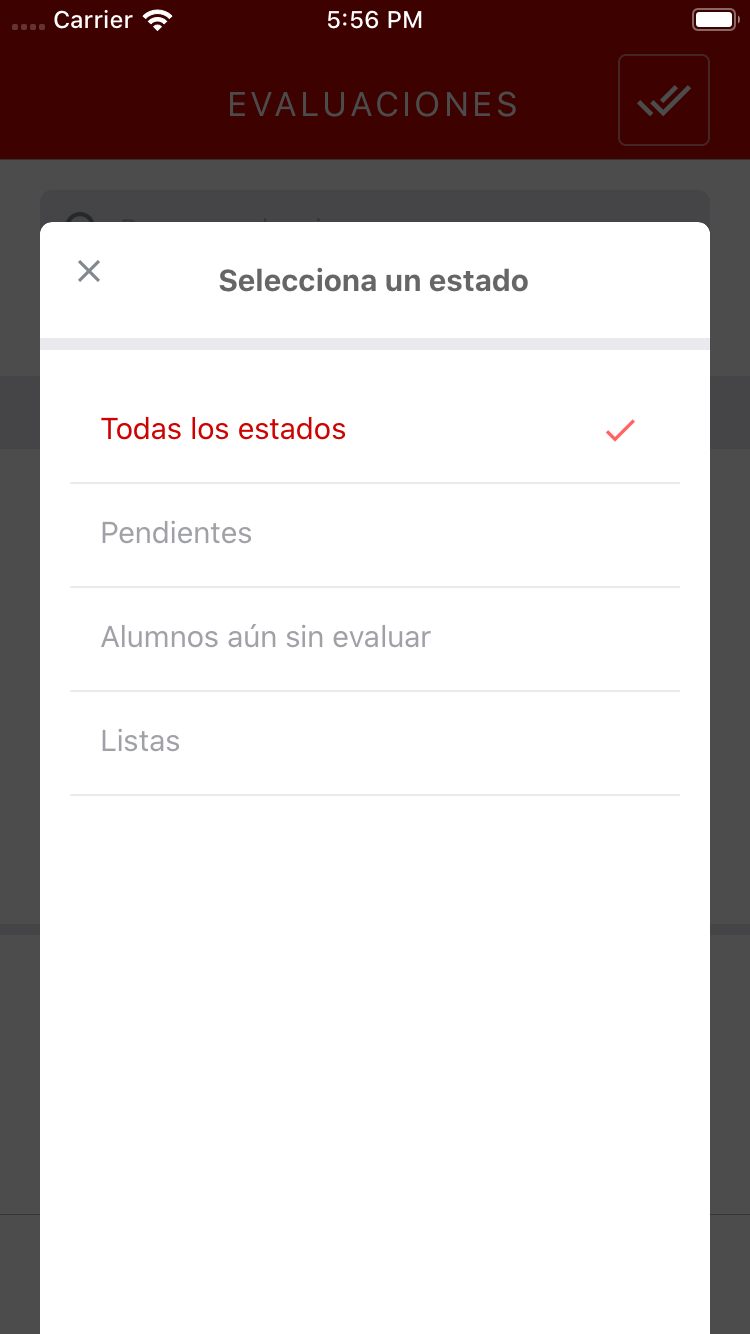 Carrier 5:56 PM
EVALUACIONES
Selecciona un estado
Todas los estados
Pendientes
Alumnos aún sin evaluar
Listas